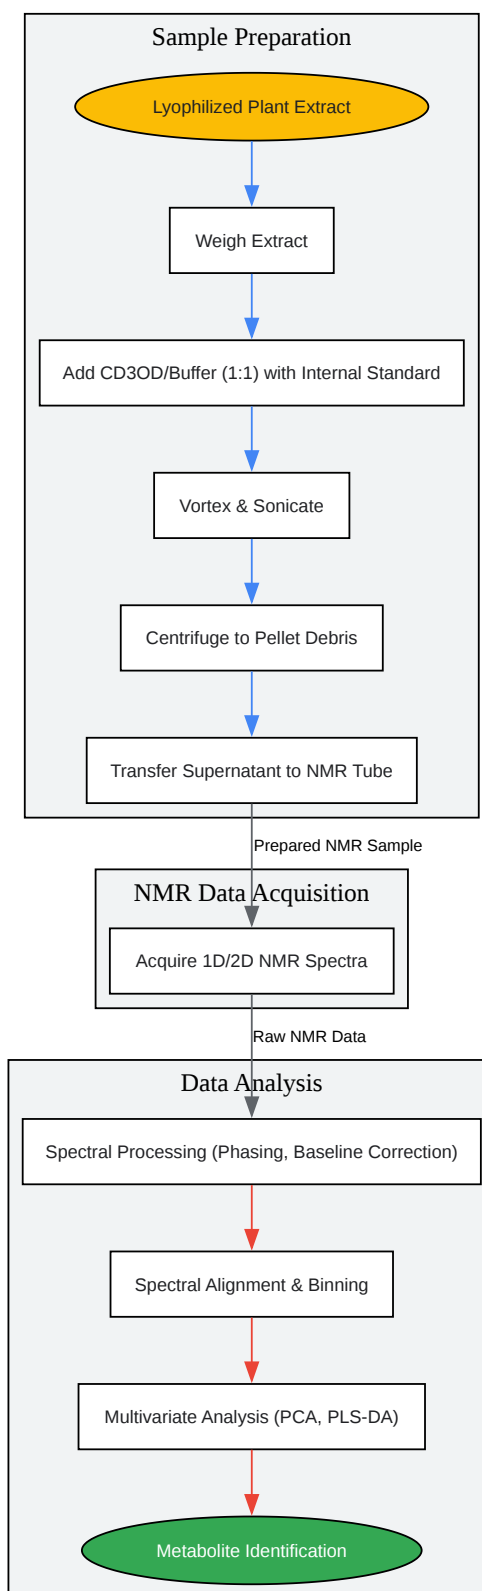 Sample Preparation
Lyophilized Plant Extract
Weigh Extract
Add CD3OD/Buffer (1:1) with Internal Standard
Vortex & Sonicate
Centrifuge to Pellet Debris
Transfer Supernatant to NMR Tube
Prepared NMR Sample
NMR Data Acquisition
Acquire 1D/2D NMR Spectra
Raw NMR Data
Data Analysis
Spectral Processing (Phasing, Baseline Correction)
Spectral Alignment & Binning
Multivariate Analysis (PCA, PLS-DA)
Metabolite Identification